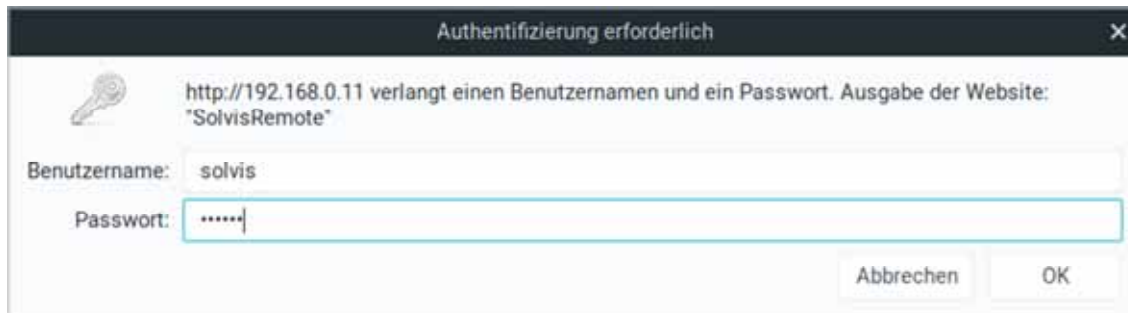 Authentifizierung erforderlich
http://192.168.0.11 verlangt einen Benutzernamen und ein Passwort. Ausgabe der Website:
"SolvisRemote"
Benutzername: solvis
Passwort: ••••••
Abbrechen OK